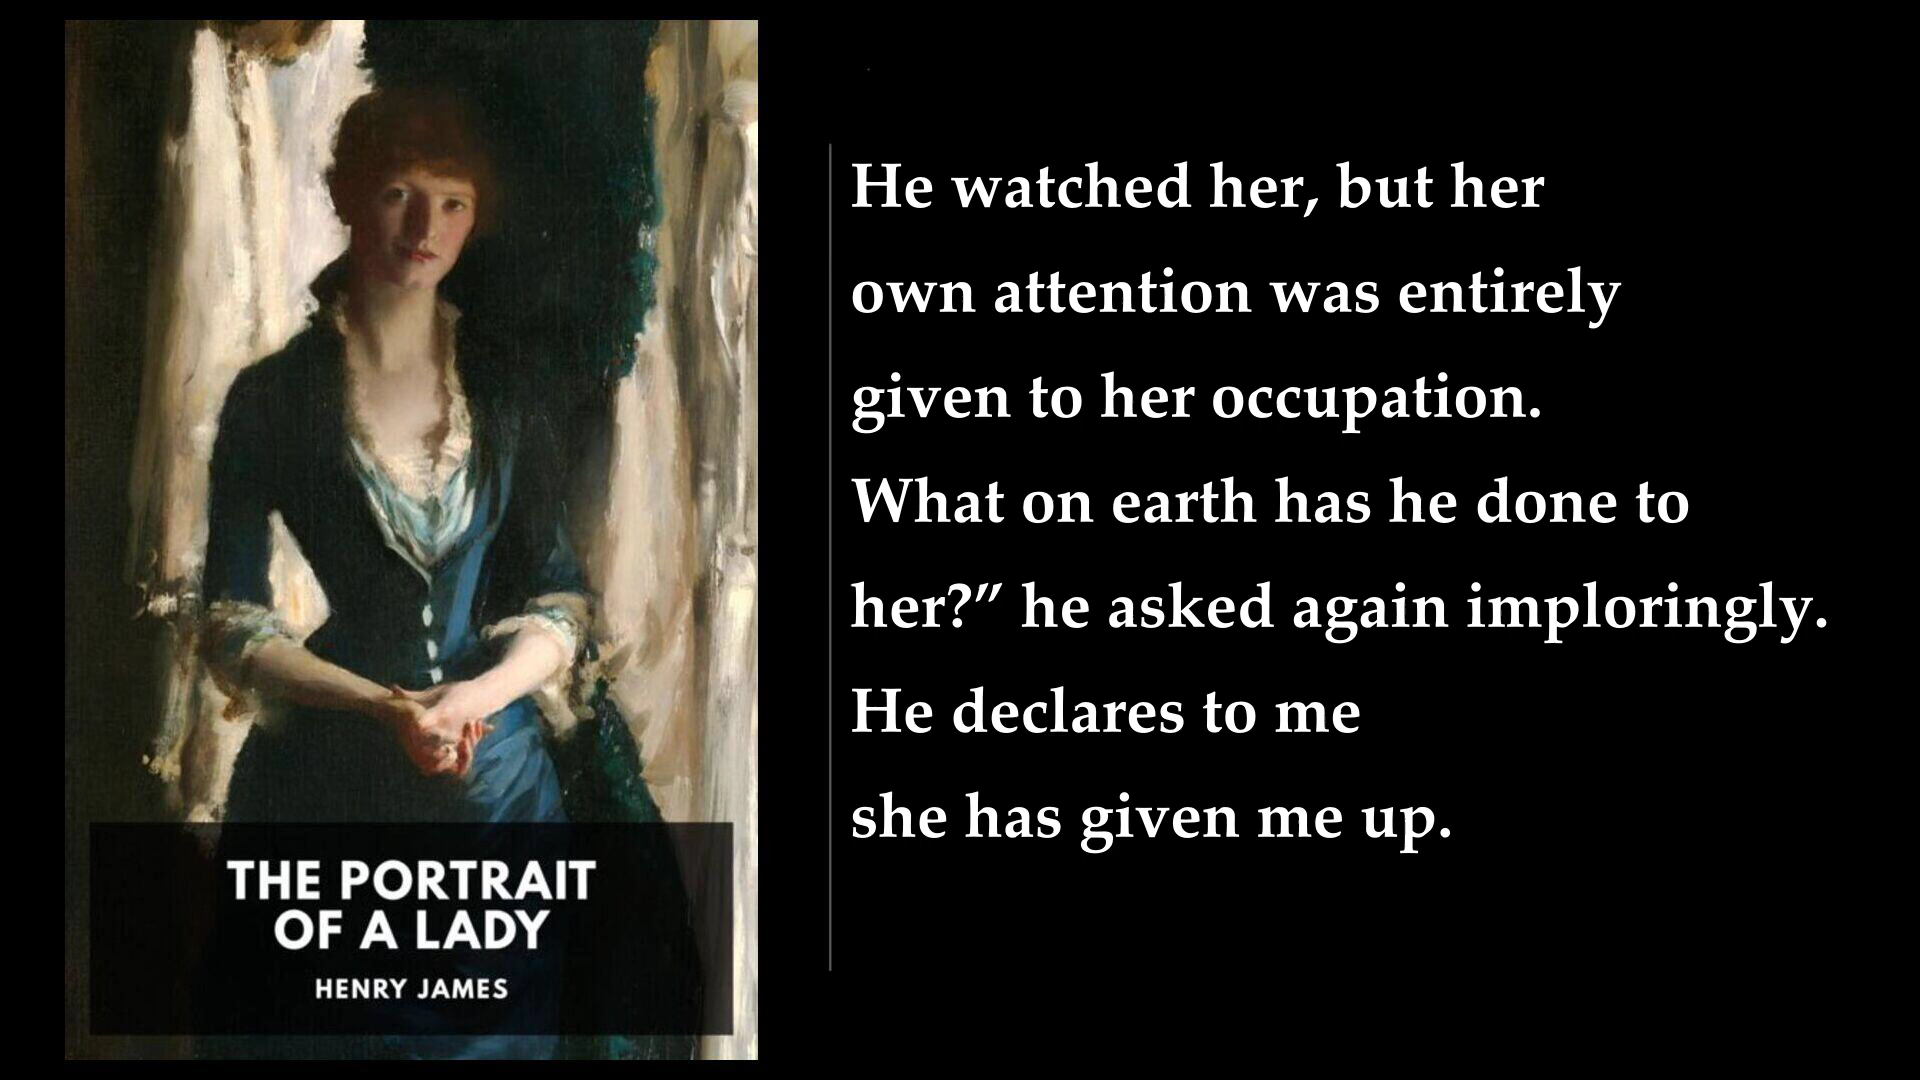 He watched her, but her
own attention was entirely
given to her occupation.
What on earth has he done to
her?” he asked again imploringly.
He declares to me
she has given me up.
THE PORTRAIT
OF A LADY
HENRY JAMES